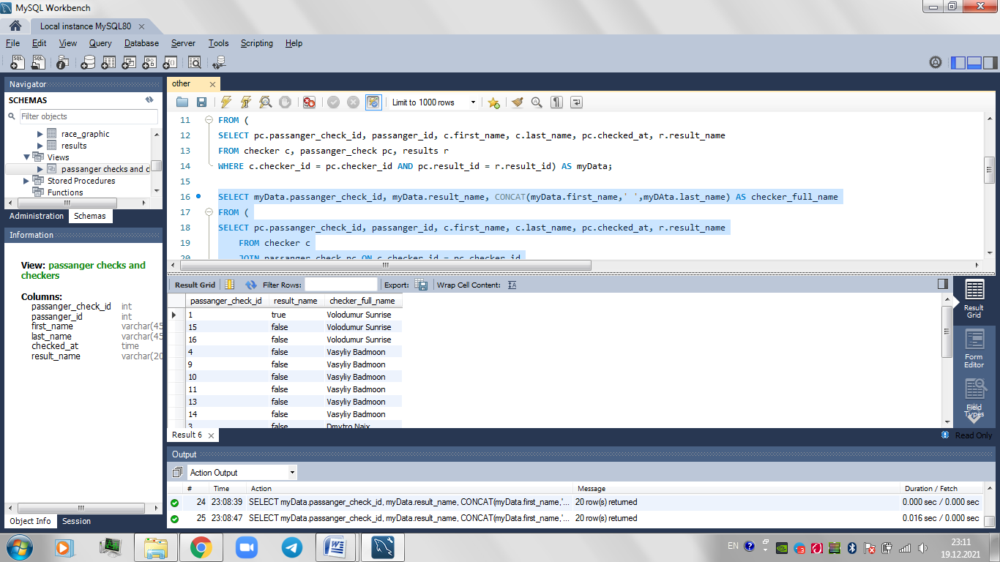 MySQL Workbench
Local instance MySQL80
File Edit View Query Database Server Tools Scripting Help
Navigator
SCHEMAS
Filter objects
race_graphic
results
Views
passanger checks and c
Stored Procedures
Functions
Administration Schemas
Information
View: passanger checks and
checkers
Columns:
passanger_check_id int
passanger_id int
first_name varchar(45
last_name varchar(45
checked_at time
result_name varchar(20
Object Info Session
other
Limit to 1000 rows
11 FROM (
12 SELECT pc.passanger_check_id, passanger_id, c.first_name, c.last_name, pc.checked_at, r.result_name
13 FROM checker c, passanger_check pc, results r
14 WHERE c.checker_id = pc.checker_id AND pc.result_id = r.result_id) AS myData;
15
16 SELECT myData.passanger_check_id, myData.result_name, CONCAT(myData.first_name,' ',myDAta.last_name) AS checker_full_name
17 FROM (
18 SELECT pc.passanger_check_id, passanger_id, c.first_name, c.last_name, pc.checked_at, r.result_name
19 FROM checker c
20 JOIN passanger_check pc ON c.checker_id = pc.checker_id
Result Grid Filter Rows: Export: Wrap Cell Content:
passanger_check_id result_name checker_full_name
1 true Volodumur Sunrise
15 false Volodumur Sunrise
16 false Volodumur Sunrise
4 false Vasyliy Badmoon
9 false Vasyliy Badmoon
10 false Vasyliy Badmoon
11 false Vasyliy Badmoon
13 false Vasyliy Badmoon
14 false Vasyliy Badmoon
3 false Dmytro Naix
Result
Grid
Form
Editor
Field
Types
Result 6
Read Only
Output
Action Output
# Time Action Message Duration / Fetch
24 23:08:39 SELECT myData.passanger_check_id, myData.result_name, CONCAT(myData.first_name,'... 20 row(s) returned 0.000 sec / 0.000 sec
25 23:08:47 SELECT myData.passanger_check_id, myData.result_name, CONCAT(myData.first_name,'... 20 row(s) returned 0.016 sec / 0.000 sec
EN
23:11
19.12.2021